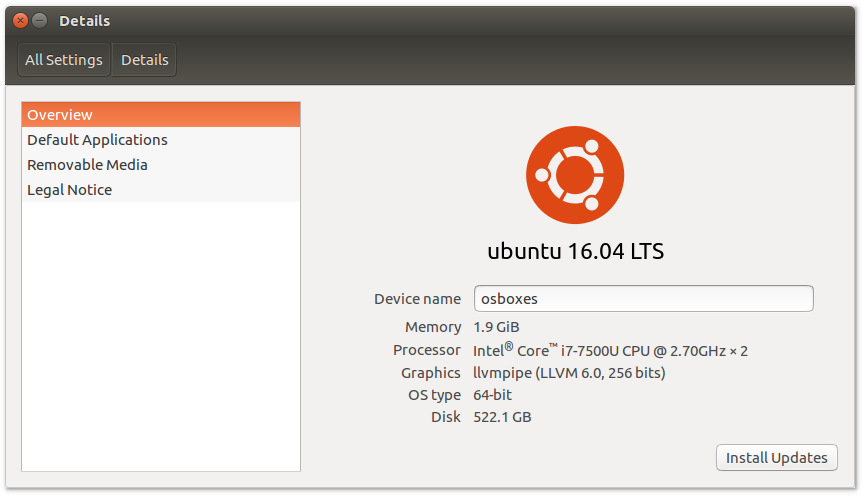 Details
All Settings Details
Overview
Default Applications
Removable Media
Legal Notice
ubuntu 16.04 LTS
Device name osboxes
Memory 1.9 GiB
Processor Intel® Core™ i7-7500U CPU @ 2.70GHz × 2
Graphics llvmpipe (LLVM 6.0, 256 bits)
OS type 64-bit
Disk 522.1 GB
Install Updates